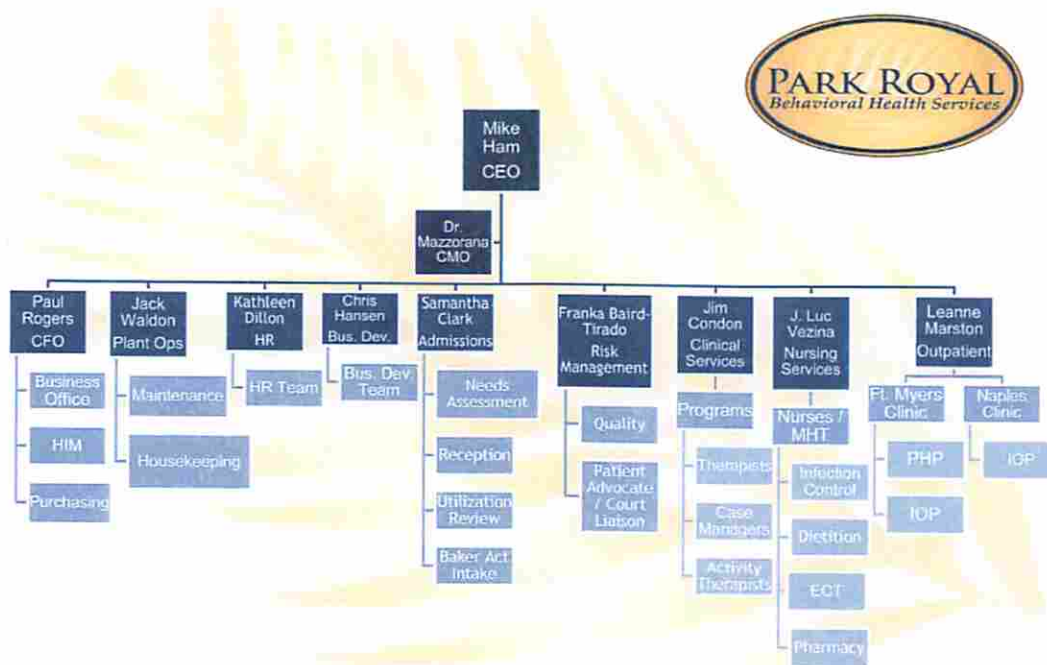 PARK ROYAL
Behavioral Health Services
Mike
Ham
CEO
Dr.
Mazzorana
CMO
Paul
Rogers
CFO
Business
Office
HIM
Purchasing
Jack
Waldon
Plant Ops
Maintenance
Housekeeping
Kathleen
Dillon
HR
HR Team
Chris
Hansen
Bus. Dev.
Bus. Dev.
Team
Samantha
Clark
Admissions
Needs
Assessment
Reception
Utilization
Review
Baker Act
Intake
Franka Baird-
Tirado
Risk
Management
Quality
Patient
Advocate
/ Court
Liaison
Jim
Condon
Clinical
Services
Programs
Therapists
Case
Managers
Activity
Therapists
J. Luc
Vezina
Nursing
Services
Nurses /
MHT
Infection
Control
Dietition
ECT
Pharmacy
Leanne
Marston
Outpatient
Ft. Myers
Clinic
PHP
IOP
Naples
Clinic
IOP